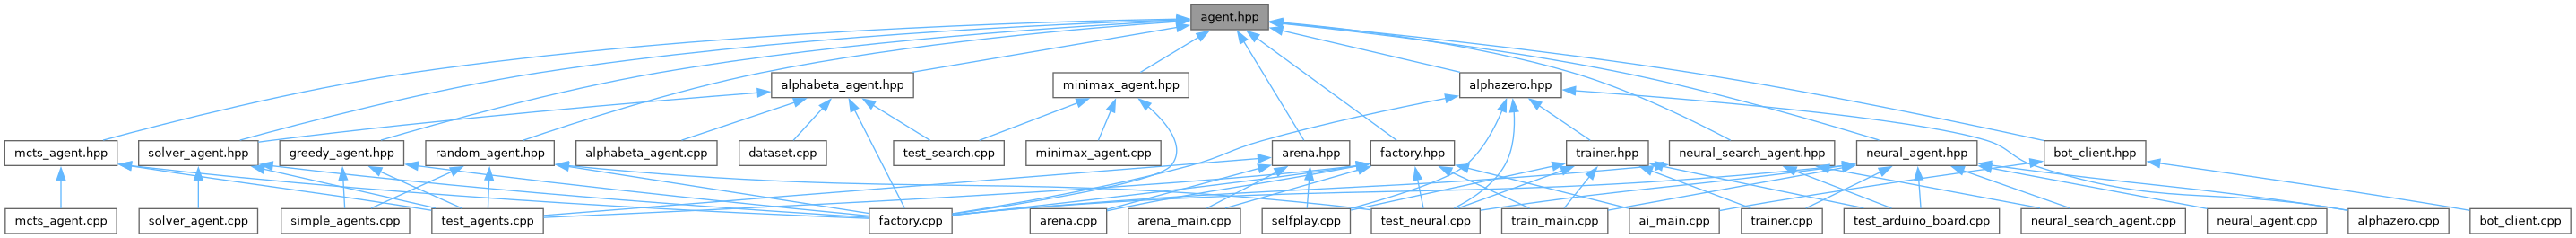 agent.hpp
alphabeta_agent.hpp
minimax_agent.hpp
alphazero.hpp
mcts_agent.hpp
solver_agent.hpp
greedy_agent.hpp
random_agent.hpp
alphabeta_agent.cpp
dataset.cpp
test_search.cpp
minimax_agent.cpp
arena.hpp
factory.hpp
trainer.hpp
neural_search_agent.hpp
neural_agent.hpp
bot_client.hpp
mcts_agent.cpp
solver_agent.cpp
simple_agents.cpp
test_agents.cpp
factory.cpp
arena.cpp
arena_main.cpp
selfplay.cpp
test_neural.cpp
train_main.cpp
ai_main.cpp
trainer.cpp
test_arduino_board.cpp
neural_search_agent.cpp
neural_agent.cpp
alphazero.cpp
bot_client.cpp